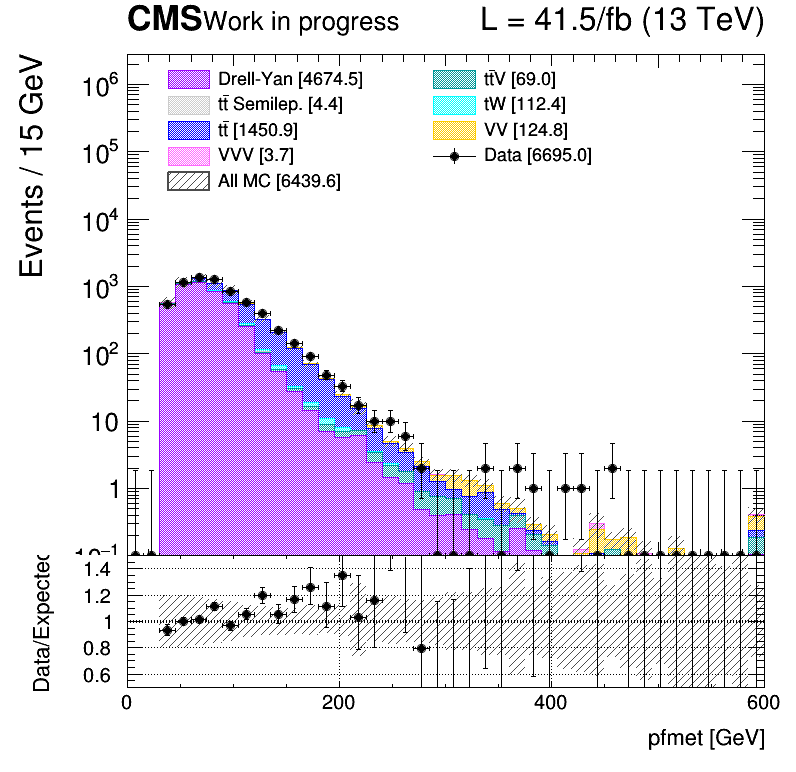 CMS Work in progress L = 41.5/fb (13 TeV)
Events / 15 GeV
10⁶
10⁵
10⁴
10³
10²
10
1
10⁻¹
Drell-Yan [4674.5]
tt̄ Semilep. [4.4]
tt̄ [1450.9]
VVV [3.7]
All MC [6439.6]
tt̄V [69.0]
tW [112.4]
VV [124.8]
Data [6695.0]
Data/Expected
1.4
1.2
1
0.8
0.6
0 200 400 600
pfmet [GeV]